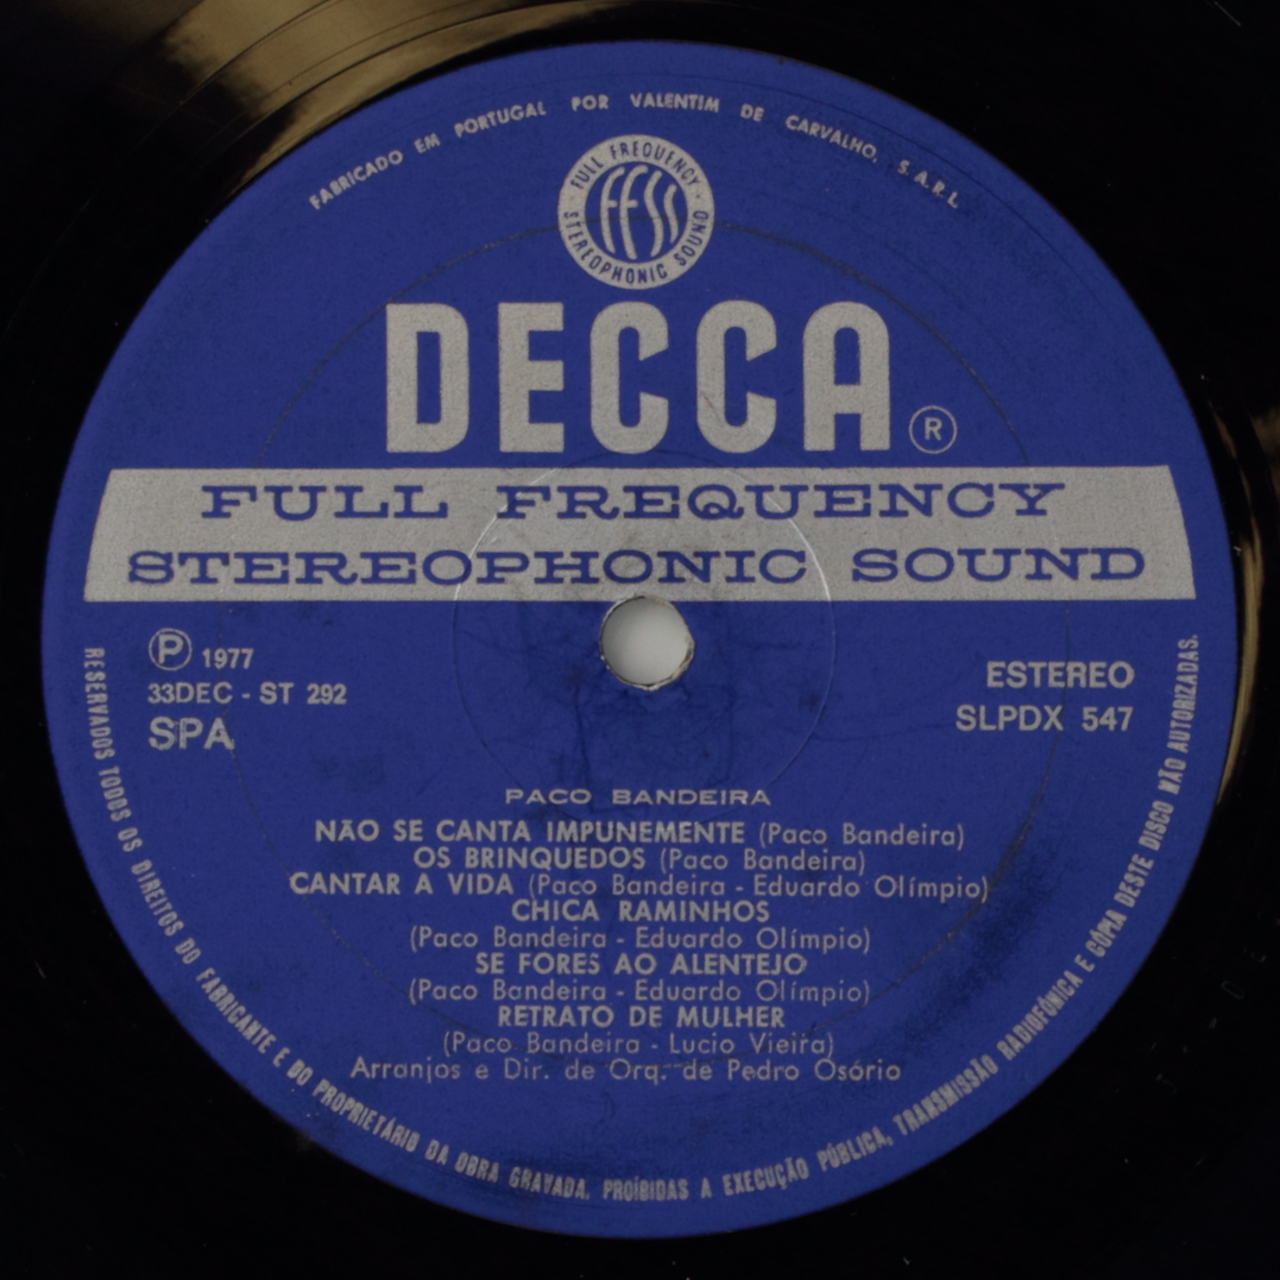 FABRICADO EM PORTUGAL POR VALENTIM DE CARVALHO, S.A.R.L.
FULL FREQUENCY
FFSS
STEREOPHONIC SOUND
DECCA ®
FULL FREQUENCY
STEREOPHONIC SOUND
℗ 1977
33DEC - ST 292
SPA
ESTEREO
SLPDX 547
PACO BANDEIRA
NÃO SE CANTA IMPUNEMENTE (Paco Bandeira)
OS BRINQUEDOS (Paco Bandeira)
CANTAR A VIDA (Paco Bandeira - Eduardo Olímpio)
CHICA RAMINHOS
(Paco Bandeira - Eduardo Olímpio)
SE FORES AO ALENTEJO
(Paco Bandeira - Eduardo Olímpio)
RETRATO DE MULHER
(Paco Bandeira - Lucio Vieira)
Arranjos e Dir. de Orq. de Pedro Osório
RESERVADOS TODOS OS DIREITOS DO FABRICANTE E DO PROPRIETÁRIO DA OBRA GRAVADA. PROÍBIDAS A EXECUÇÃO PÚBLICA, TRANSMISSÃO RADIOFÓNICA E CÓPIA DESTE DISCO NÃO AUTORIZADAS.